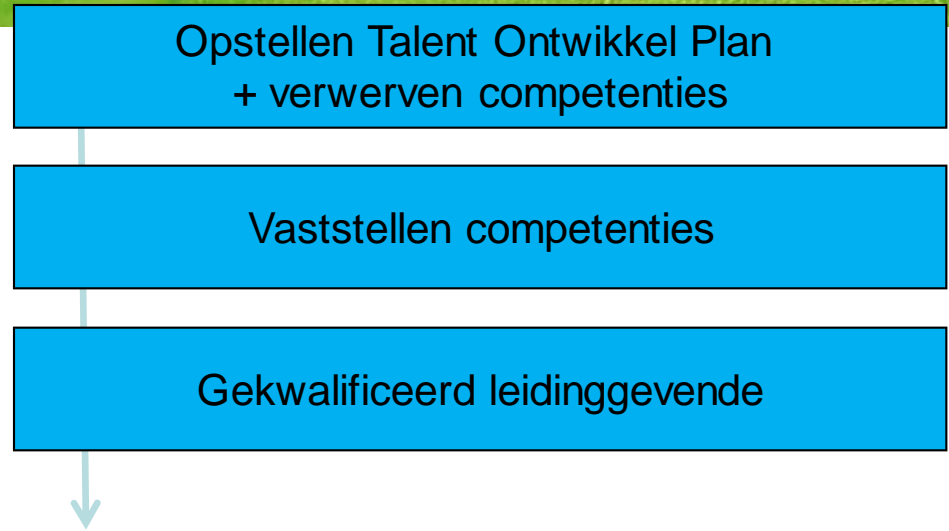 Opstellen Talent Ontwikkel Plan
+ verwerven competenties
Vaststellen competenties
Gekwalificeerd leidinggevende